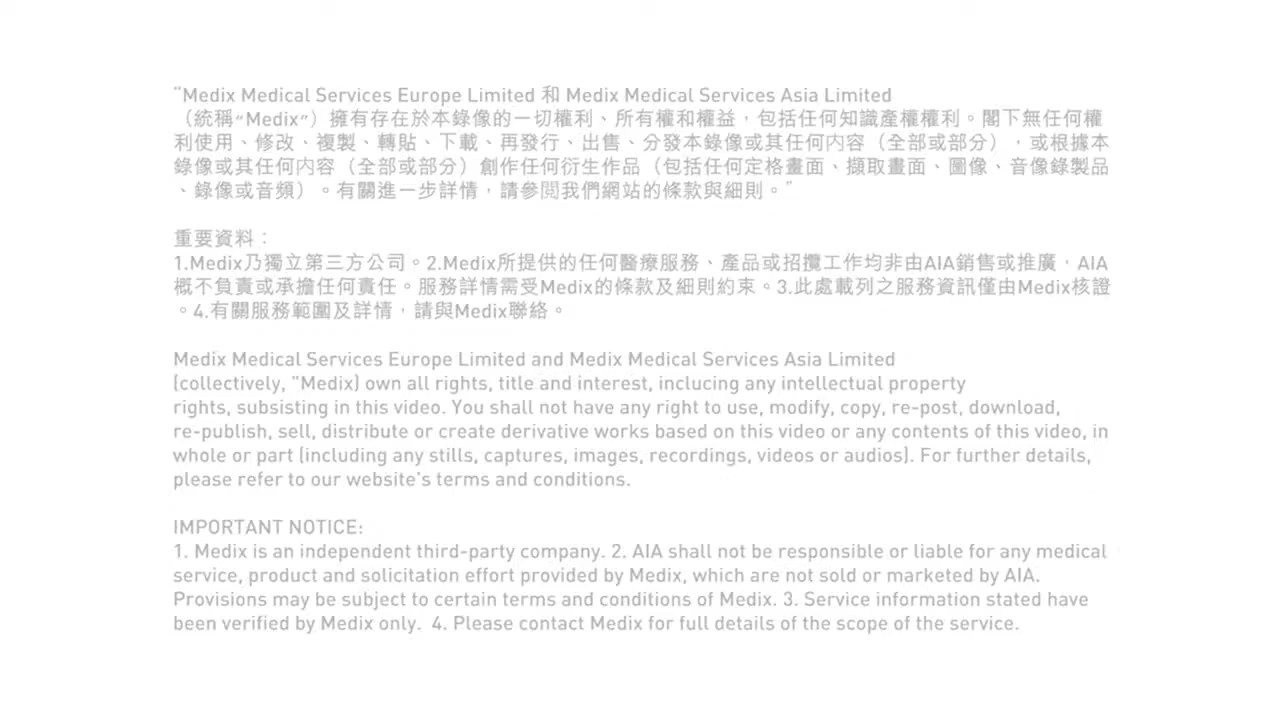 “Medix Medical Services Europe Limited 和 Medix Medical Services Asia Limited
（統稱“Medix”）擁有存在於本錄像的一切權利、所有權和權益，包括任何知識產權權利。閣下無任何權
利使用、修改、複製、轉貼、下載、再發行、出售、分發本錄像或其任何内容（全部或部分），或根據本
錄像或其任何内容（全部或部分）創作任何衍生作品（包括任何定格畫面、擷取畫面、圖像、音像錄製品
、錄像或音頻）。有關進一步詳情，請參閲我們網站的條款與細則。”
重要資料：
1.Medix乃獨立第三方公司。2.Medix所提供的任何醫療服務、產品或招攬工作均非由AIA銷售或推廣，AIA
概不負責或承擔任何責任。服務詳情需受Medix的條款及細則約束。3.此處載列之服務資訊僅由Medix核證
。4.有關服務範圍及詳情，請與Medix聯絡。
Medix Medical Services Europe Limited and Medix Medical Services Asia Limited
(collectively, "Medix) own all rights, title and interest, inclucing any intellectual property
rights, subsisting in this video. You shall not have any right to use, modify, copy, re-post, download,
re-publish, sell, distribute or create derivative works based on this video or any contents of this video, in
whole or part (including any stills, captures, images, recordings, videos or audios). For further details,
please refer to our website's terms and conditions.
IMPORTANT NOTICE:
1. Medix is an independent third-party company. 2. AIA shall not be responsible or liable for any medical
service, product and solicitation effort provided by Medix, which are not sold or marketed by AIA.
Provisions may be subject to certain terms and conditions of Medix. 3. Service information stated have
been verified by Medix only. 4. Please contact Medix for full details of the scope of the service.